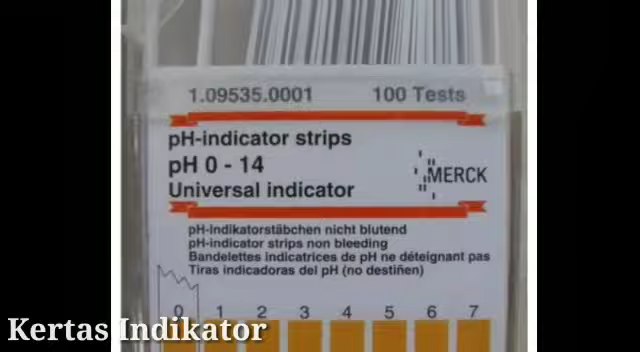 1.09535.0001 100 Tests
pH-indicator strips
pH 0 - 14
MERCK
Universal indicator
pH-Indikatorstäbchen nicht blutend
pH-indicator strips non bleeding
Bandelettes indicatrices de pH ne déteignant pas
Tiras indicadoras del pH (no destiñen)
0 1 2 3 4 5 6 7
Kertas Indikator